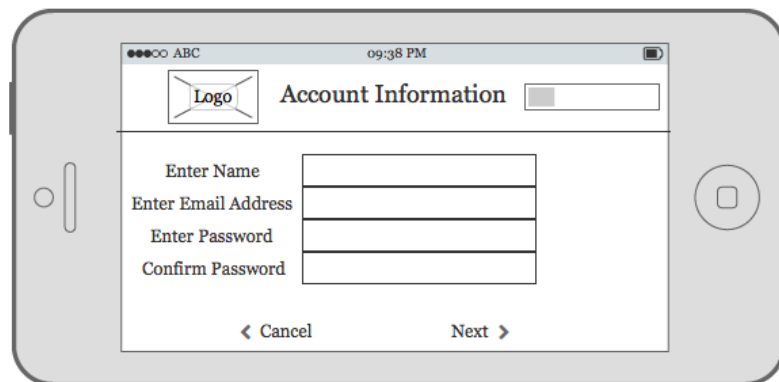 ABC 09:38 PM
Logo Account Information
Enter Name
Enter Email Address
Enter Password
Confirm Password
Cancel Next